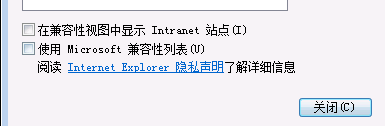 在兼容性视图中显示 Intranet 站点(I)
使用 Microsoft 兼容性列表(U)
阅读 Internet Explorer 隐私声明了解详细信息
关闭(C)